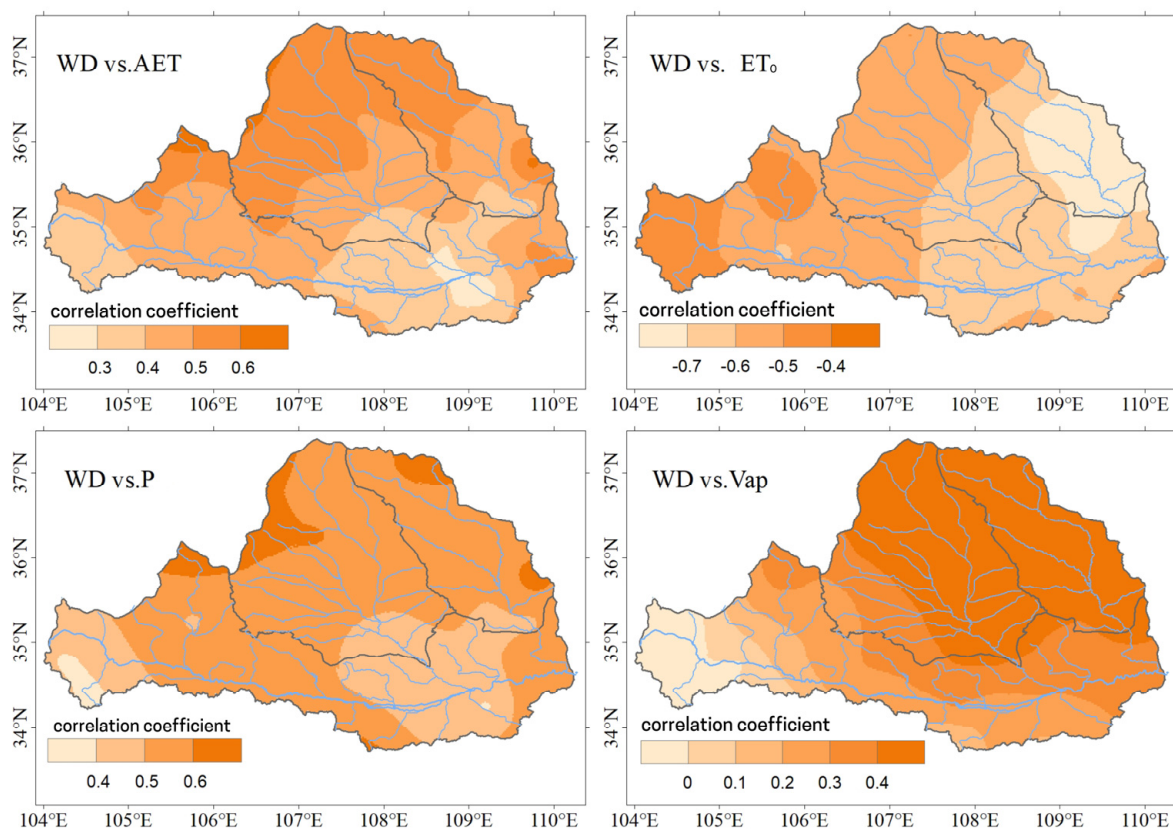 WD vs.AET
37°N
36°N
35°N
34°N
correlation coefficient
0.3 0.4 0.5 0.6
104°E 105°E 106°E 107°E 108°E 109°E 110°E
WD vs. ET₀
37°N
36°N
35°N
34°N
correlation coefficient
-0.7 -0.6 -0.5 -0.4
104°E 105°E 106°E 107°E 108°E 109°E 110°E
WD vs.P
37°N
36°N
35°N
34°N
correlation coefficient
0.4 0.5 0.6
104°E 105°E 106°E 107°E 108°E 109°E 110°E
WD vs.Vap
37°N
36°N
35°N
34°N
correlation coefficient
0 0.1 0.2 0.3 0.4
104°E 105°E 106°E 107°E 108°E 109°E 110°E